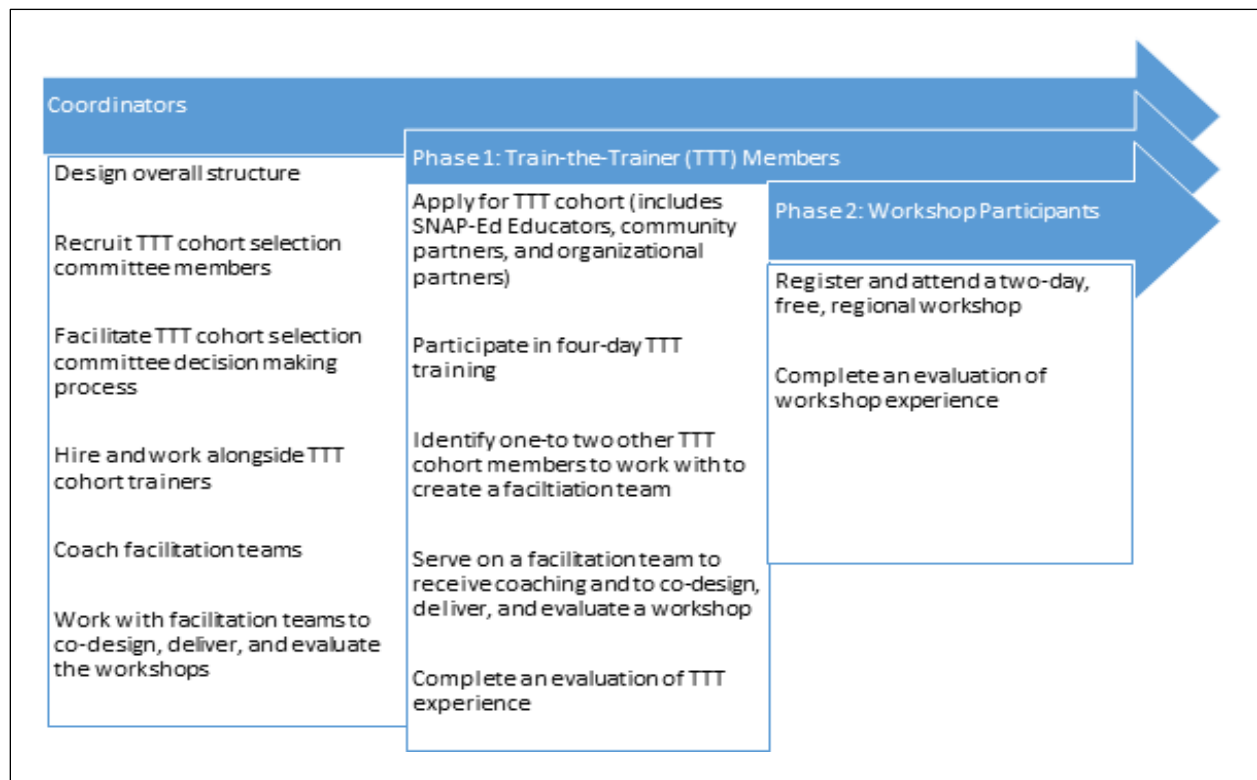 Coordinators
Design overall structure
Recruit TTT cohort selection
committee members
Facilitate TTT cohort selection
committee decision making
process
Hire and work alongside TTT
cohort trainers
Coach facilitation teams
Work with facilitation teams to
co-design, deliver, and evaluate
the workshops
Phase 1: Train-the-Trainer (TTT) Members
Apply for TTT cohort (includes
SNAP-Ed Educators, community
partners, and organizational
partners)
Participate in four-day TTT
training
Identify one-to two other TTT
cohort members to work with to
create a faciltiation team
Serve on a facilitation team to
receive coaching and to co-design,
deliver, and evaluate a workshop
Complete an evaluation of TTT
experience
Phase 2: Workshop Participants
Register and attend a two-day,
free, regional workshop
Complete an evaluation of
workshop experience